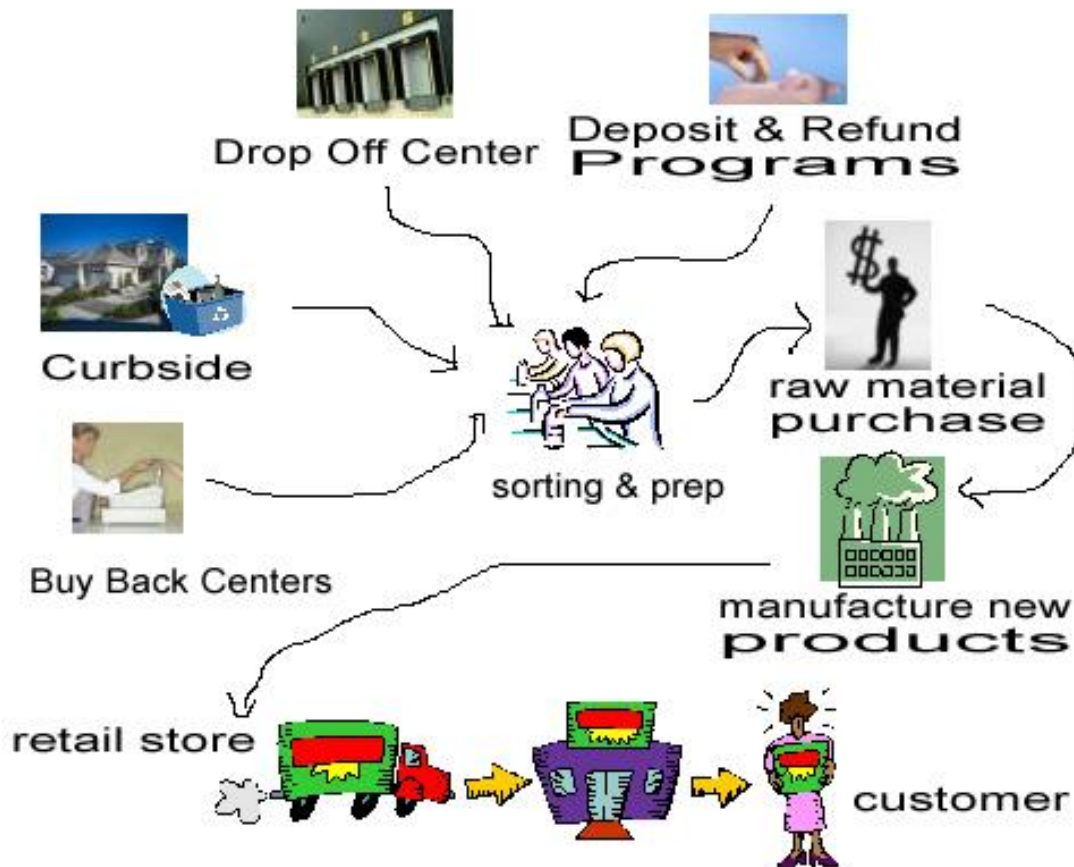 Drop Off Center
Deposit & Refund
Programs
Curbside
raw material
purchase
sorting & prep
Buy Back Centers
manufacture new
products
retail store
customer